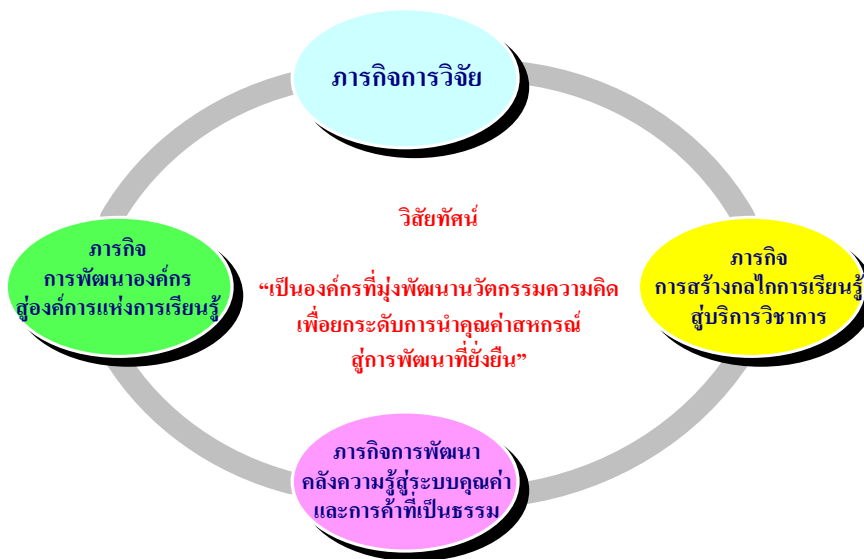 ภารกิจการวิจัย
วิสัยทัศน์
“เป็นองค์กรที่มุ่งพัฒนานวัตกรรมความคิด
เพื่อยกระดับการนำคุณค่าสหกรณ์
สู่การพัฒนาที่ยั่งยืน”
ภารกิจ
การพัฒนาองค์กร
สู่องค์การแห่งการเรียนรู้
ภารกิจ
การสร้างกลไกการเรียนรู้
สู่บริการวิชาการ
ภารกิจการพัฒนา
คลังความรู้สู่ระบบคุณค่า
และการค้าที่เป็นธรรม